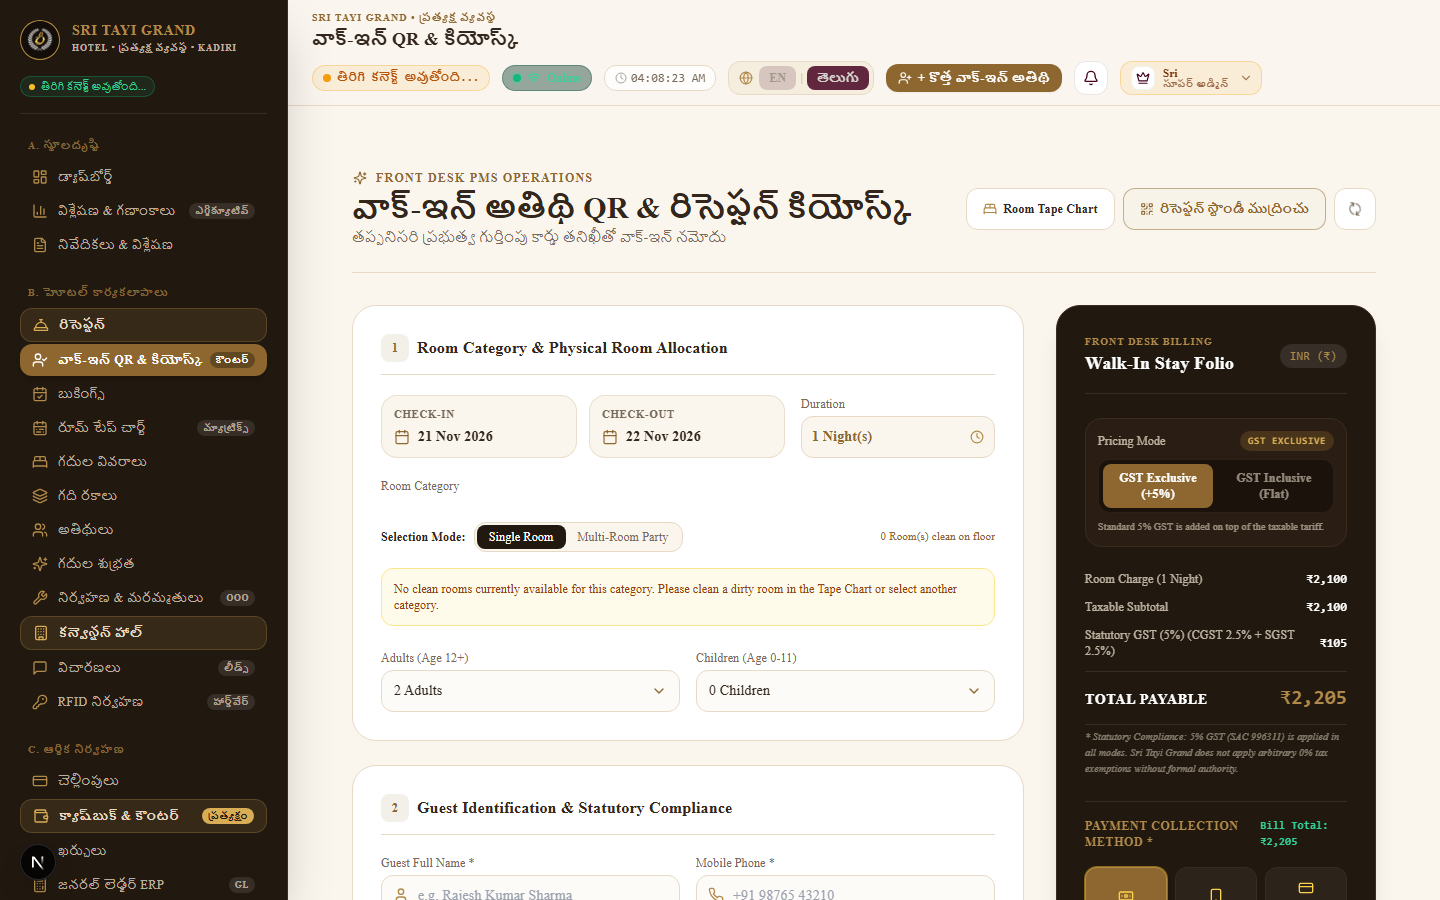 SRI TAYI GRAND
HOTEL • ప్రత్యక్ష వ్యవస్థ • KADIRI
తిరిగి కనెక్ట్ అవుతోంది...
A. స్థూలదృష్టి
డ్యాష్‌బోర్డ్
విశ్లేషణ & గణాంకాలు
ఎగ్జిక్యూటివ్
నివేదికలు & విశ్లేషణ
B. హెూటల్ కార్యకలాపాలు
రిసెప్షన్
వాక్-ఇన్ QR & కియోస్క్
కౌంటర్
బుకింగ్స్
రూమ్ టేప్ చార్ట్
మ్యాట్రిక్స్
గదుల వివరాలు
గది రకాలు
అతిథులు
గదుల శుభ్రత
నిర్వహణ & మరమ్మతులు
OOO
కన్వెన్షన్ హాల్
విచారణలు
లీడ్స్
RFID నిర్వహణ
హార్డ్‌వేర్
C. ఆర్థిక నిర్వహణ
చెల్లింపులు
క్యాష్‌బుక్ & కౌంటర్
ప్రత్యక్షం
ఖర్చులు
N
జనరల్ లెడ్జర్ ERP
GL
SRI TAYI GRAND • ప్రత్యక్ష వ్యవస్థ
వాక్-ఇన్ QR & కియోస్క్
తిరిగి కనెక్ట్ అవుతోంది...
04:08:23 AM
EN
తెలుగు
+ కొత్త వాక్-ఇన్ అతిథి
Sri
సూపర్ అడ్మిన్
FRONT DESK PMS OPERATIONS
వాక్-ఇన్ అతిథి QR & రిసెప్షన్ కియోస్క్
తప్పనిసరి ప్రభుత్వ గుర్తింపు కార్డు తనిఖీతో వాక్-ఇన్ నమోదు
Room Tape Chart
రిసెప్షన్ స్టాండీ ముద్రించు
1
Room Category & Physical Room Allocation
CHECK-IN
21 Nov 2026
CHECK-OUT
22 Nov 2026
Duration
1 Night(s)
Room Category
Selection Mode:
Single Room
Multi-Room Party
0 Room(s) clean on floor
No clean rooms currently available for this category. Please clean a dirty room in the Tape Chart or select another
category.
Adults (Age 12+)
2 Adults
Children (Age 0-11)
0 Children
2
Guest Identification & Statutory Compliance
Guest Full Name *
e.g. Rajesh Kumar Sharma
Mobile Phone *
+91 98765 43210
FRONT DESK BILLING
Walk-In Stay Folio
INR (₹)
Pricing Mode
GST EXCLUSIVE
GST Exclusive
(+5%)
GST Inclusive
(Flat)
Standard 5% GST is added on top of the taxable tariff.
Room Charge (1 Night)
₹2,100
Taxable Subtotal
₹2,100
Statutory GST (5%) (CGST 2.5% + SGST
2.5%)
₹105
TOTAL PAYABLE
₹2,205
* Statutory Compliance: 5% GST (SAC 996311) is applied in
all modes. Sri Tayi Grand does not apply arbitrary 0% tax
exemptions without formal authority.
PAYMENT COLLECTION
METHOD *
Bill Total:
₹2,205